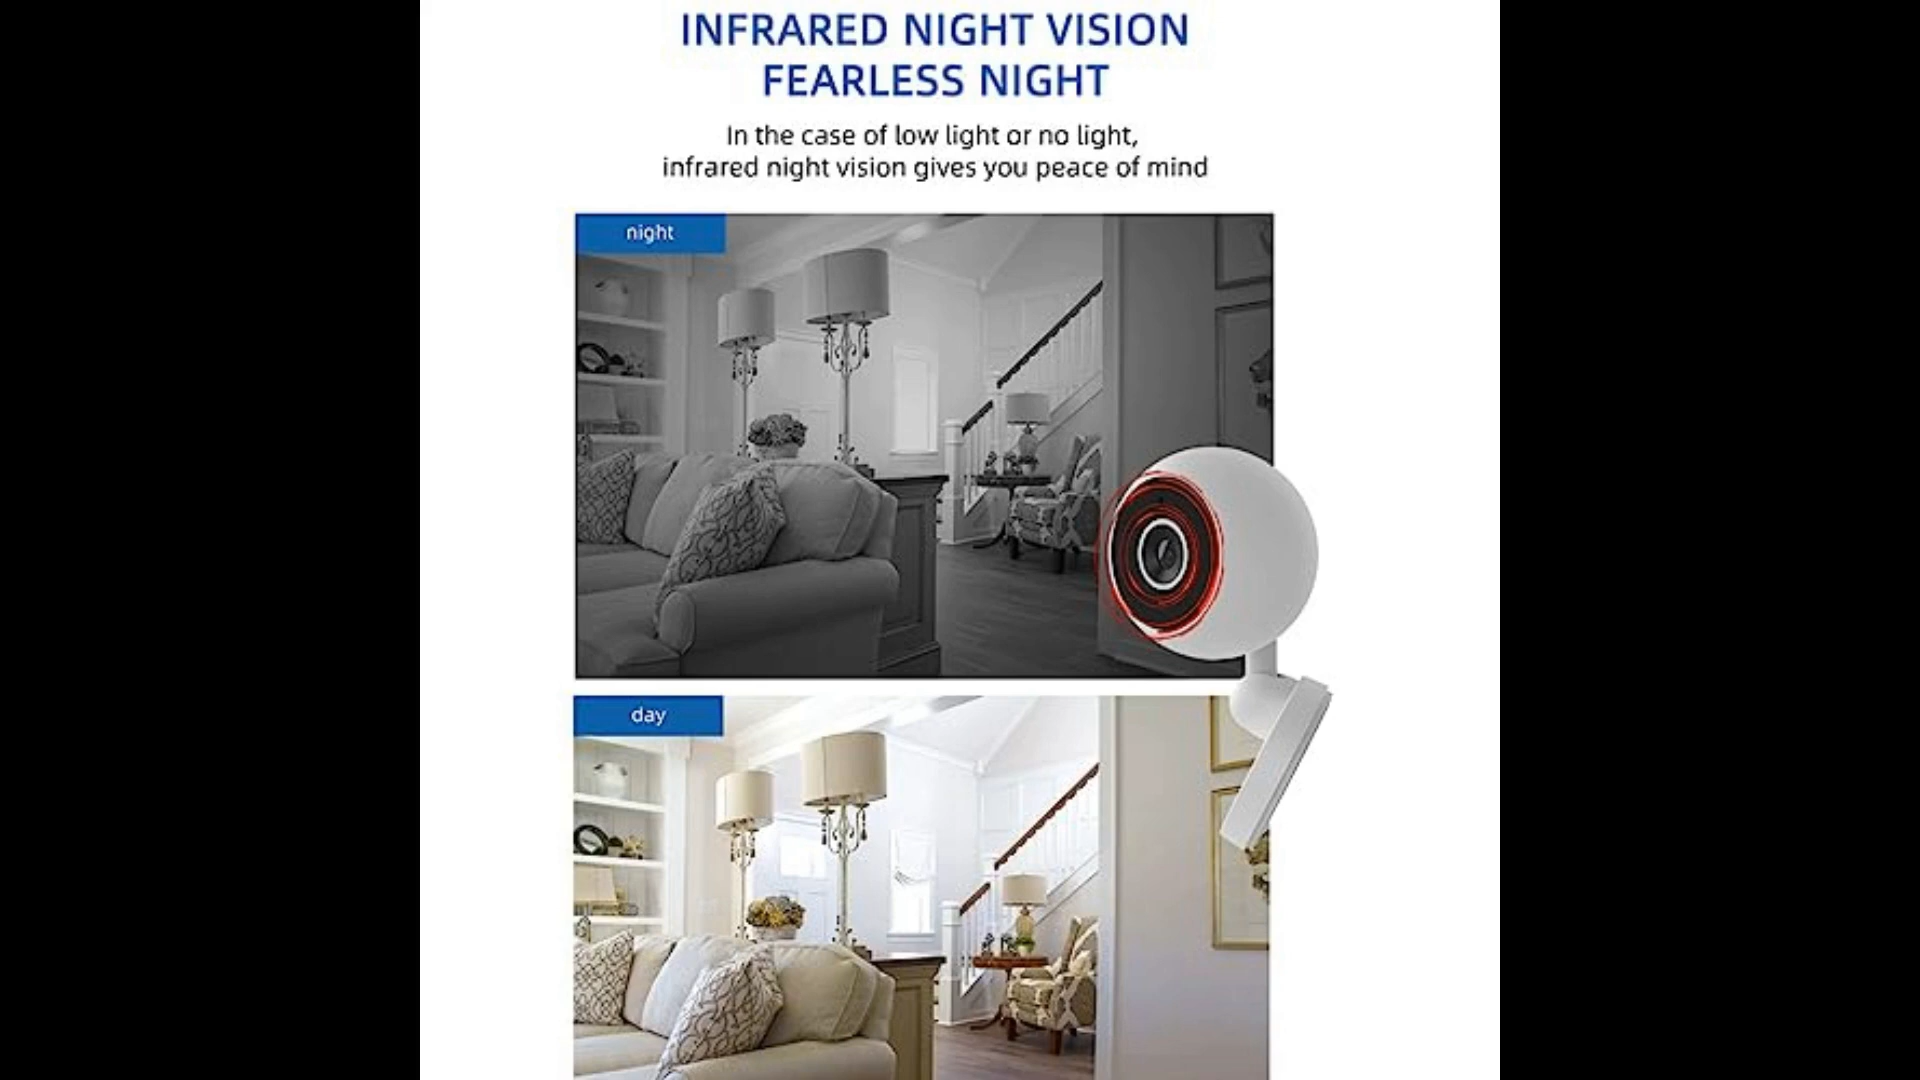 INFRARED NIGHT VISION
FEARLESS NIGHT
In the case of low light or no light,
infrared night vision gives you peace of mind
night
day